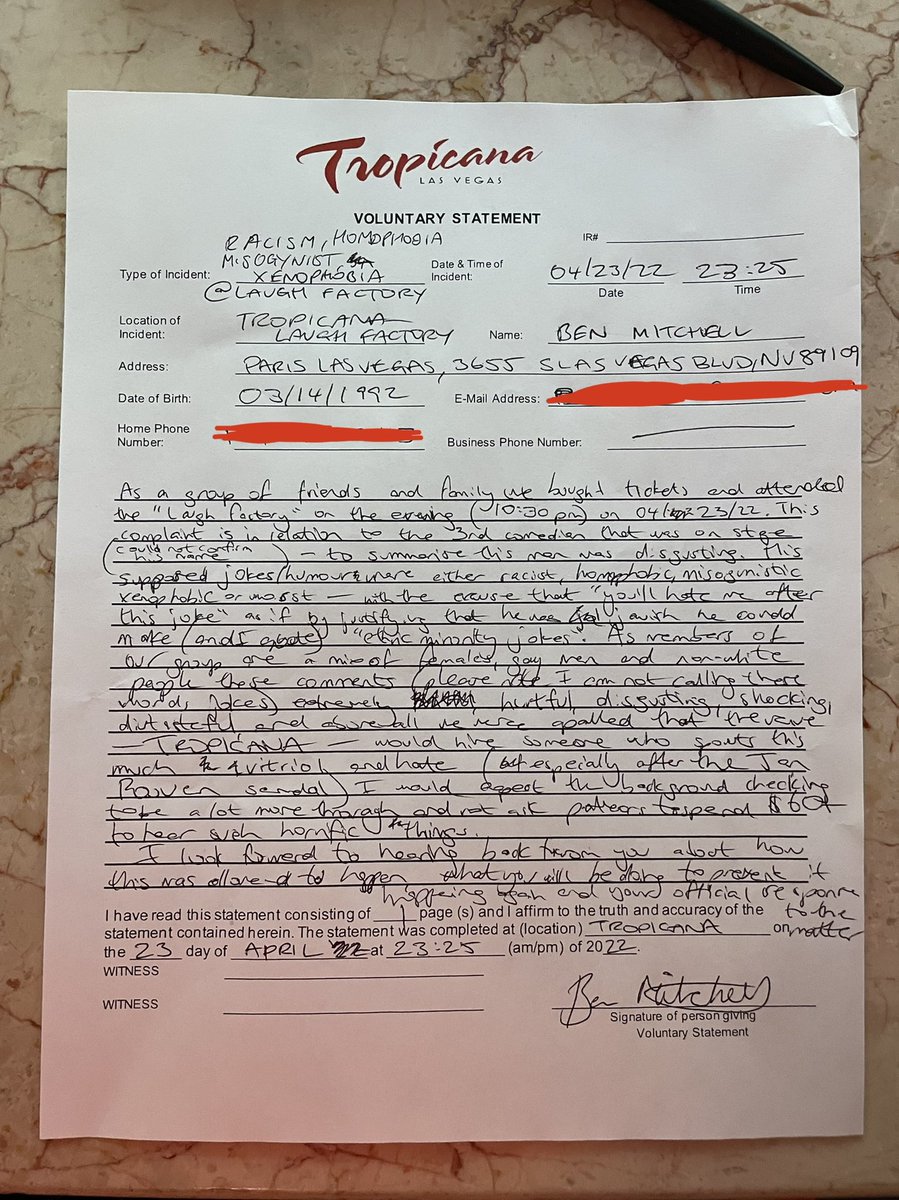 Tropicana
LAS VEGAS
VOLUNTARY STATEMENT
RACISM, HOMOPHOBIA
IR#
MISOGYNIST
Type of Incident: XENOPHOBIA
Date & Time of Incident: 04/23/22 23:25
Date Time
@LAUGH FACTORY
Location of Incident: TROPICANA LAUGH FACTORY
Name: BEN MITCHELL
Address: PARIS LAS VEGAS, 3655 S LAS VEGAS BLVD, NV 89109
Date of Birth: 03/14/1992
E-Mail Address:
Home Phone Number:
Business Phone Number:
As a group of friends and family we bought tickets and attended
the "Laugh factory" on the evening (10:30pm) on 04/23/22. This
complaint is in relation to the 3rd comedian that was on stage
(could not confirm his name) - to summarise this man was disgusting. His
supposed jokes/humour were either racist, homophobic, misogynistic
xenophobic or worst - with the excuse that "you'll hate me after
this joke" as if by justifying that he was jewish he could
make (and I quote) "ethnic minority jokes". As members of
our group are a mix of females, gay men and non-white
people these comments (please note I am not calling these
words jokes) extremely hurtful, disgusting, shocking,
distasteful and above all we were apalled that the venue
- TROPICANA - would hire someone who spouts this
much vitriol and hate (especially after the
) I would expect the background checking
to be a lot more through and not ask patrons to spend $60+
to hear such horrific things.
I look forward to hearing back from you about how
this was allowed to happen what you will be doing to prevent it
happening again and your official response
to the matter
I have read this statement consisting of 1 page (s) and I affirm to the truth and accuracy of the
statement contained herein. The statement was completed at (location) TROPICANA on
the 23 day of APRIL at 23:25 (am/pm) of 2022.
WITNESS
WITNESS
Ben Mitchell
Signature of person giving
Voluntary Statement